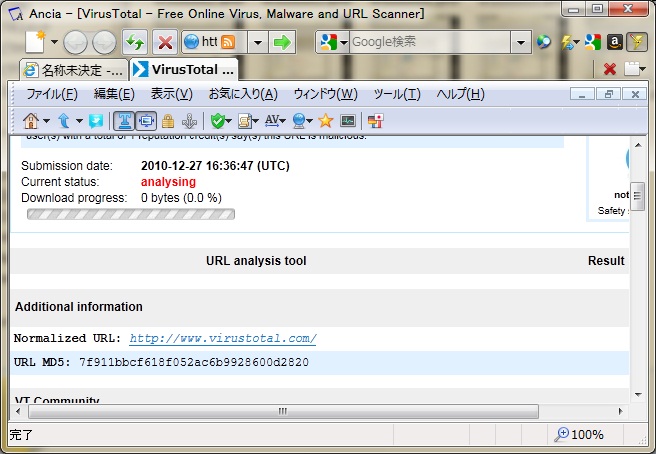 Ancia - [VirusTotal - Free Online Virus, Malware and URL Scanner]
htt
Google検索
名称未決定 -...
VirusTotal ...
ファイル(F) 編集(E) 表示(V) お気に入り(A) ウィンドウ(W) ツール(T) ヘルプ(H)
AV
user(s) with a total of 1 reputation credit(s) say(s) this URL is malicious.
not
Safety
Submission date: 2010-12-27 16:36:47 (UTC)
Current status: analysing
Download progress: 0 bytes (0.0 %)
URL analysis tool Result
Additional information
Normalized URL: http://www.virustotal.com/
URL MD5: 7f911bbcf618f052ac6b9928600d2820
VT Community
完了
100%